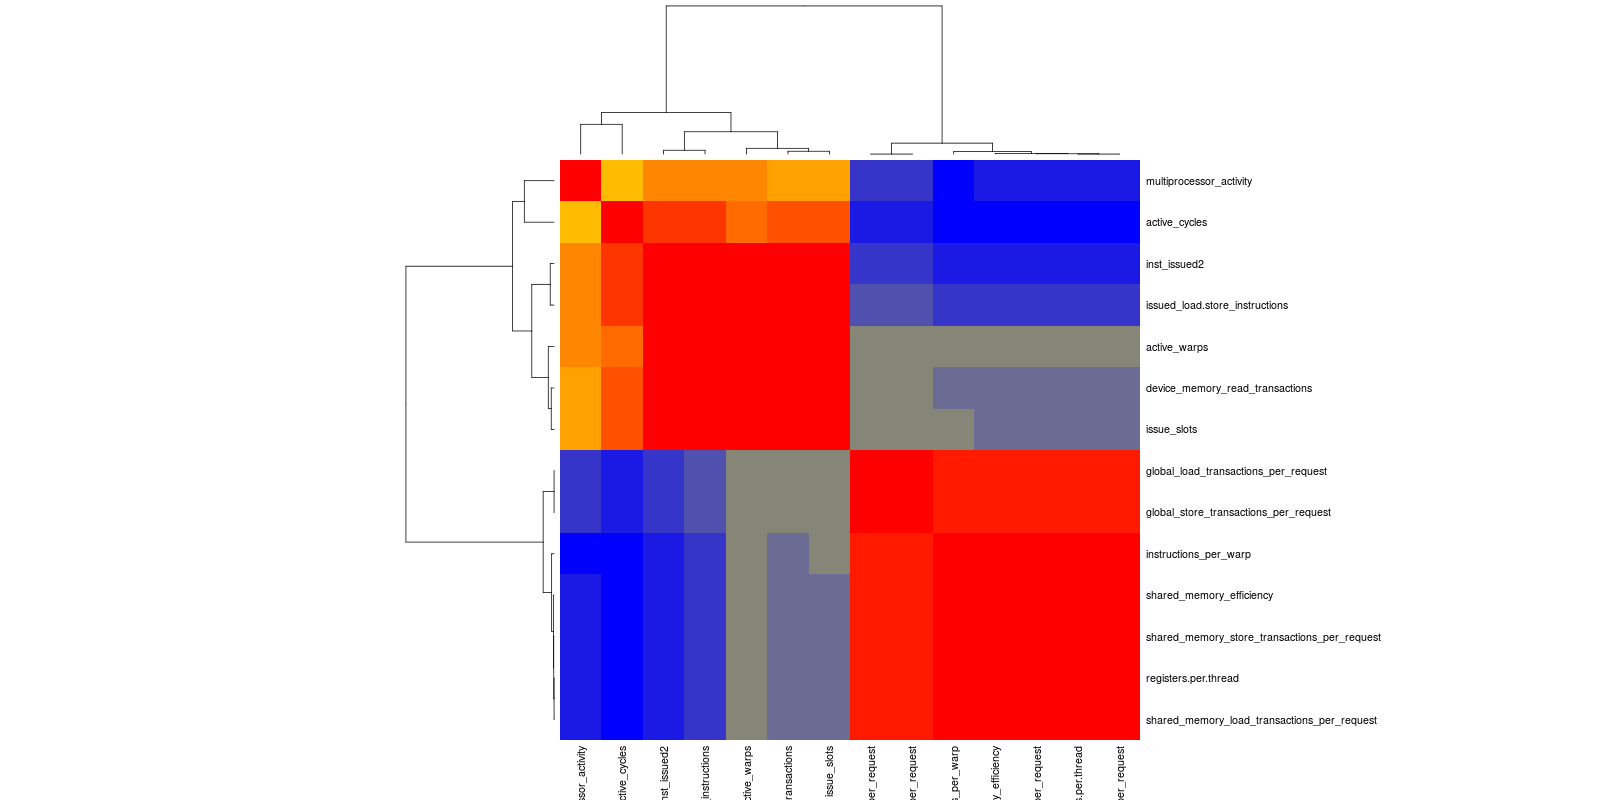 multiprocessor_activity
active_cycles
inst_issued2
issued_load.store_instructions
active_warps
device_memory_read_transactions
issue_slots
global_load_transactions_per_request
global_store_transactions_per_request
instructions_per_warp
shared_memory_efficiency
shared_memory_store_transactions_per_request
registers.per.thread
shared_memory_load_transactions_per_request
ssor_activity
ctive_cycles
nst_issued2
_instructions
ctive_warps
ransactions
issue_slots
per_request
per_request
s_per_warp
y_efficiency
per_request
s.per.thread
per_request